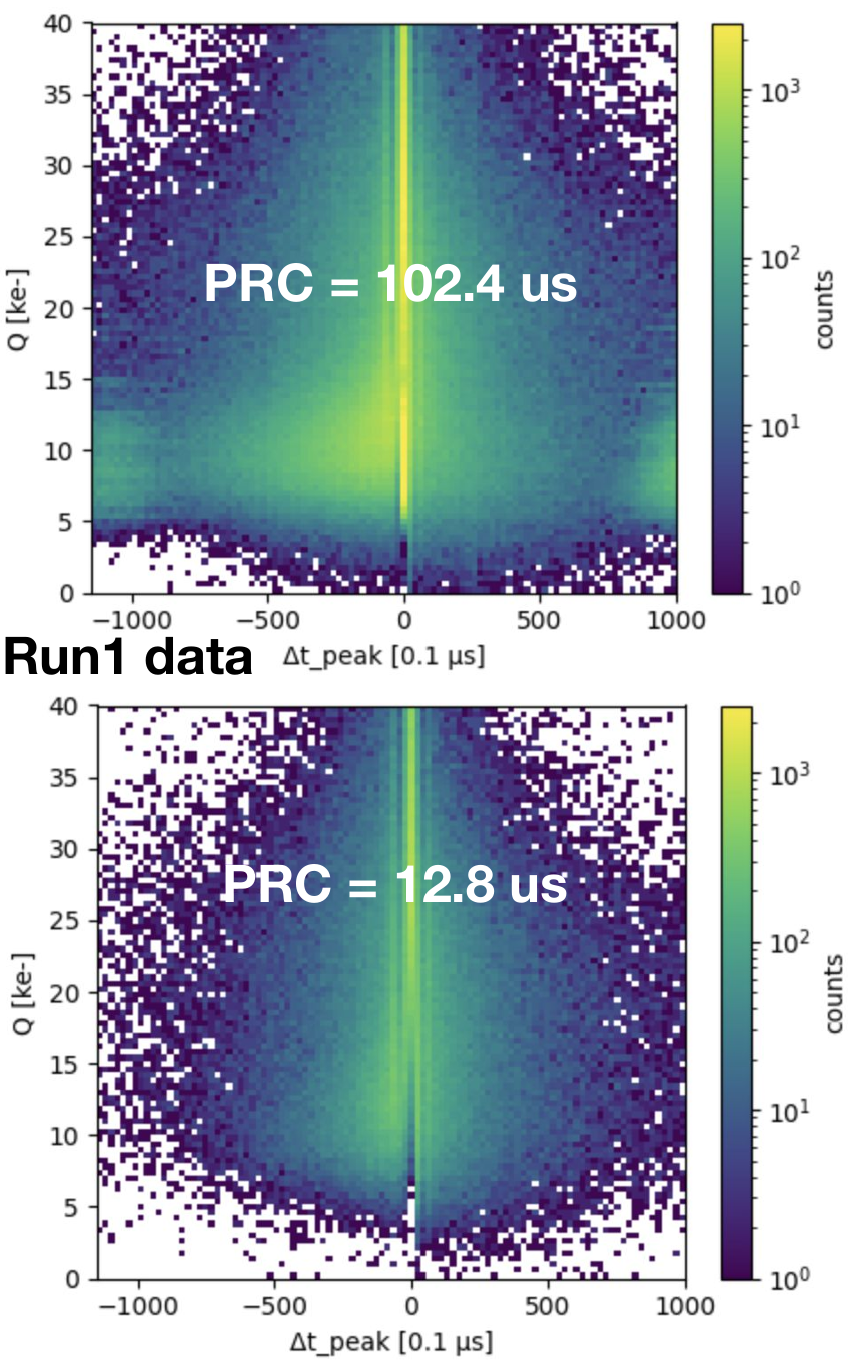 40
35
30
25
20
15
10
5
0
Q [ke-]
PRC = 102.4 us
−1000 −500 0 500 1000
Δt_peak [0.1 μs]
10³
10²
10¹
10⁰
counts
Run1 data
40
35
30
25
20
15
10
5
0
Q [ke-]
PRC = 12.8 us
−1000 −500 0 500 1000
Δt_peak [0.1 μs]
10³
10²
10¹
10⁰
counts